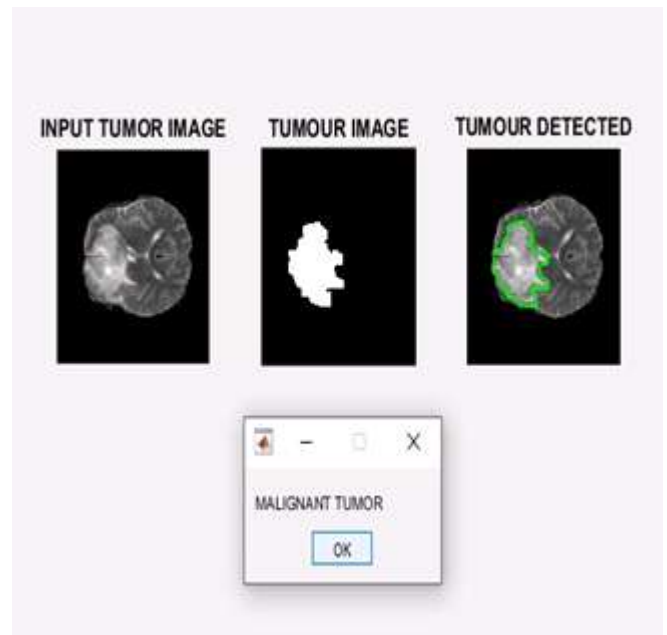 INPUT TUMOR IMAGE
TUMOUR IMAGE
TUMOUR DETECTED
MALIGNANT TUMOR
OK